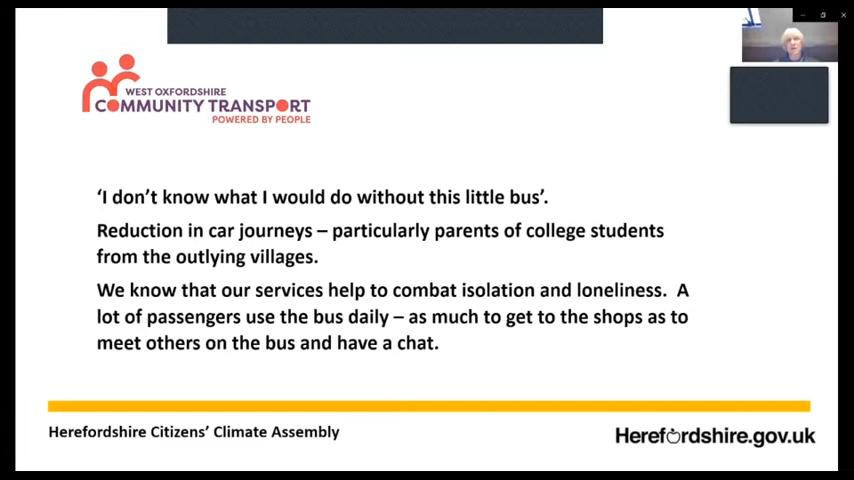 WEST OXFORDSHIRE
COMMUNITY TRANSPORT
POWERED BY PEOPLE
‘I don’t know what I would do without this little bus’.
Reduction in car journeys – particularly parents of college students
from the outlying villages.
We know that our services help to combat isolation and loneliness.  A
lot of passengers use the bus daily – as much to get to the shops as to
meet others on the bus and have a chat.
Herefordshire Citizens’ Climate Assembly
Herefordshire.gov.uk